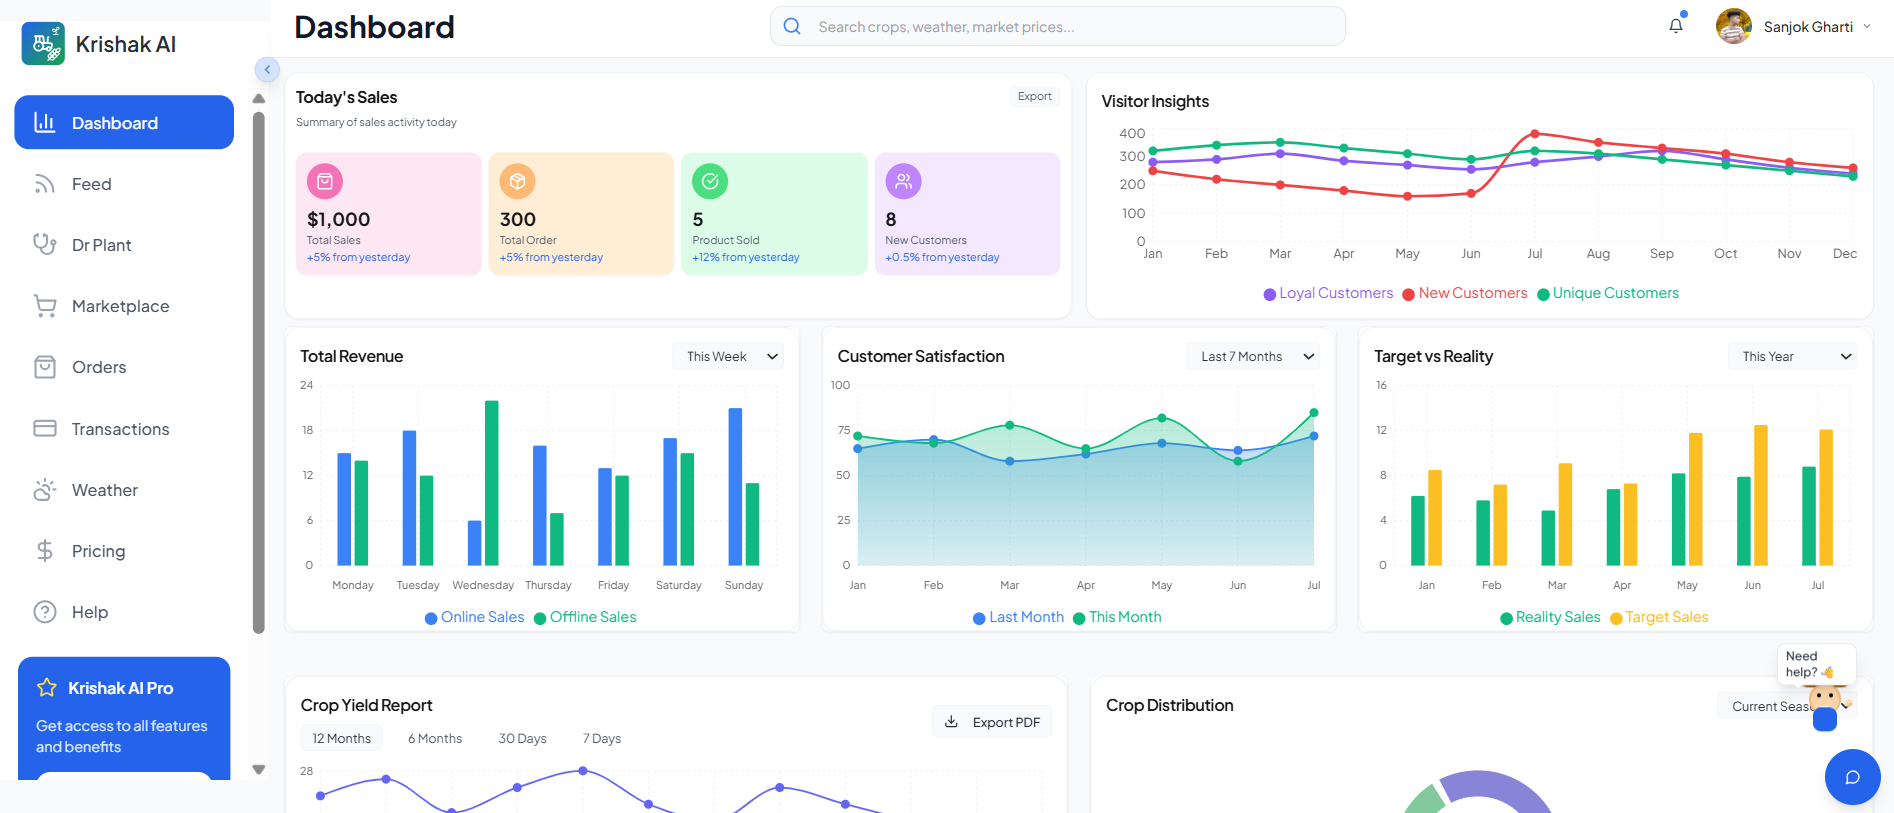 Krishak AI
Dashboard
Search crops, weather, market prices...
Sanjok Gharti
Dashboard
Feed
Dr Plant
Marketplace
Orders
Transactions
Weather
Pricing
Help
Krishak AI Pro
Get access to all features
and benefits
Today's Sales
Export
Summary of sales activity today
$1,000
Total Sales
+5% from yesterday
300
Total Order
+5% from yesterday
5
Product Sold
+12% from yesterday
8
New Customers
+0.5% from yesterday
Visitor Insights
400
300
200
100
0
Jan Feb Mar Apr May Jun Jul Aug Sep Oct Nov Dec
Loyal Customers New Customers Unique Customers
Total Revenue
This Week
24
18
12
6
0
Monday Tuesday Wednesday Thursday Friday Saturday Sunday
Online Sales Offline Sales
Customer Satisfaction
Last 7 Months
100
75
50
25
0
Jan Feb Mar Apr May Jun Jul
Last Month This Month
Target vs Reality
This Year
16
12
8
4
0
Jan Feb Mar Apr May Jun Jul
Reality Sales Target Sales
Crop Yield Report
12 Months 6 Months 30 Days 7 Days
Export PDF
28
Crop Distribution
Current Seas
Need
help? 👋